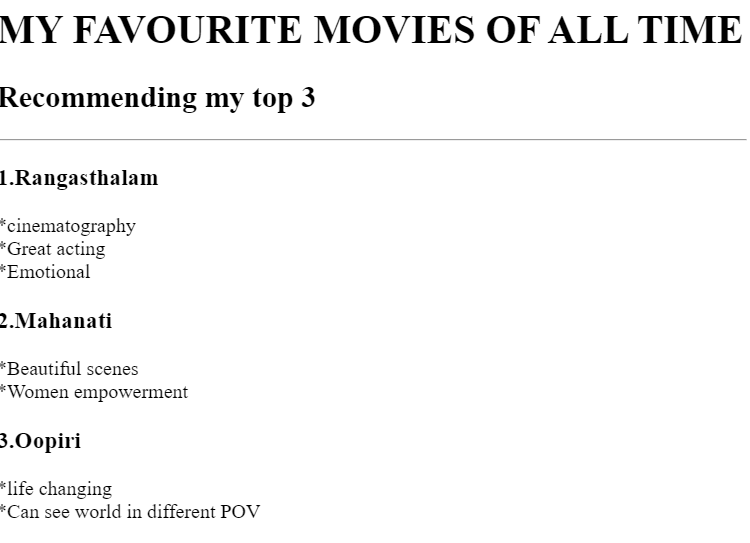 MY FAVOURITE MOVIES OF ALL TIME
Recommending my top 3
1.Rangasthalam
*cinematography
*Great acting
*Emotional
2.Mahanati
*Beautiful scenes
*Women empowerment
3.Oopiri
*life changing
*Can see world in different POV